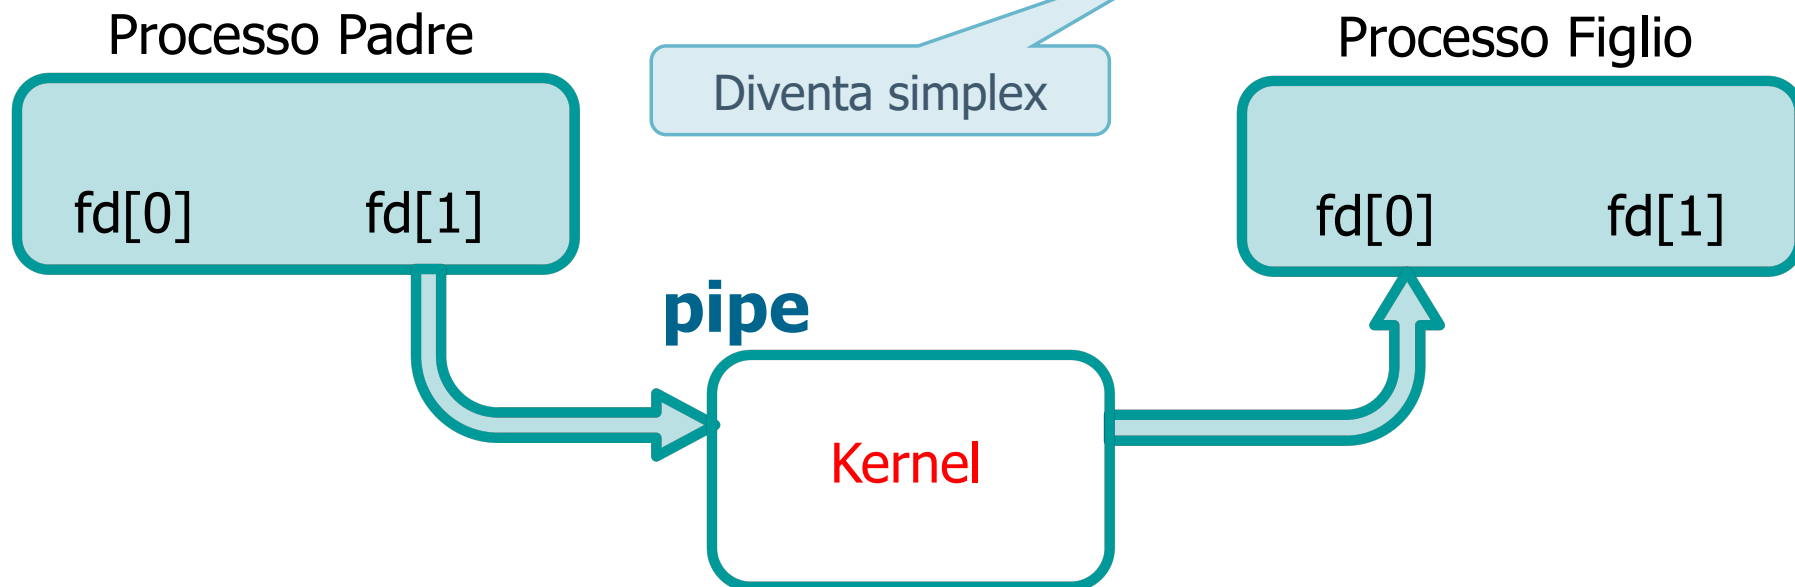 Processo Padre
Processo Figlio
Diventa simplex
fd[0] fd[1]
fd[0] fd[1]
pipe
Kernel